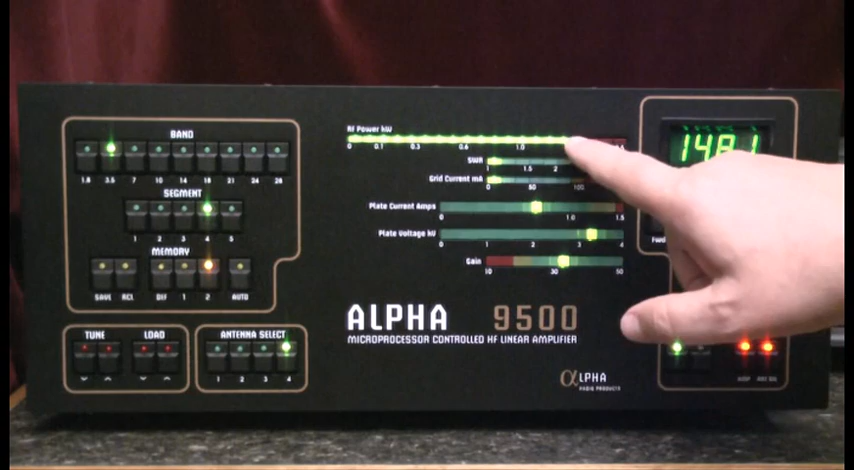 BAND
1.8 3.5 7 10 14 18 21 24 28
SEGMENT
1 2 3 4 5
MEMORY
SAVE RCL DIF 1 2 AUTO
TUNE LOAD
ANTENNA SELECT
1 2 3 4
RF Power kW
0 0.1 0.3 0.6 1.0
SWR
1 1.5 2
Grid Current mA
0 50 100
Plate Current Amps
0 1.0 1.5
Plate Voltage kV
0 1 2 3 4
Gain
10 30 50
ALPHA 9500
MICROPROCESSOR CONTROLLED HF LINEAR AMPLIFIER
αLPHA
RADIO PRODUCTS
1481
Fwd